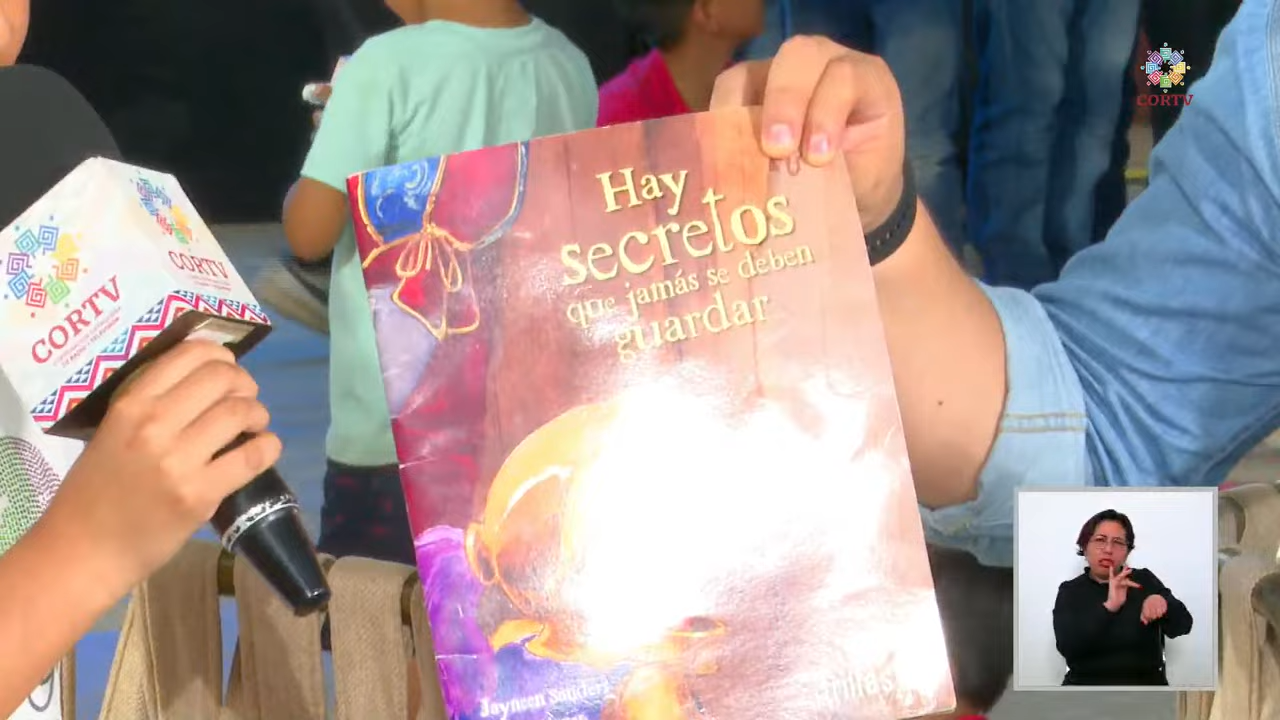 CORTV
CORTV
CORTV
Hay
secretos
que jamás se deben
guardar
Jayneen Sanders